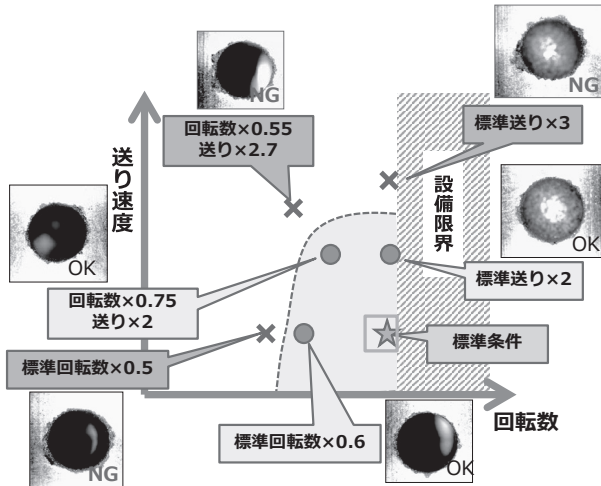 NG
NG
回転数×0.55
送り×2.7
標準送り×3
送り速度
設備限界
OK
OK
回転数×0.75
送り×2
標準送り×2
標準回転数×0.5
標準条件
回転数
標準回転数×0.6
NG
OK